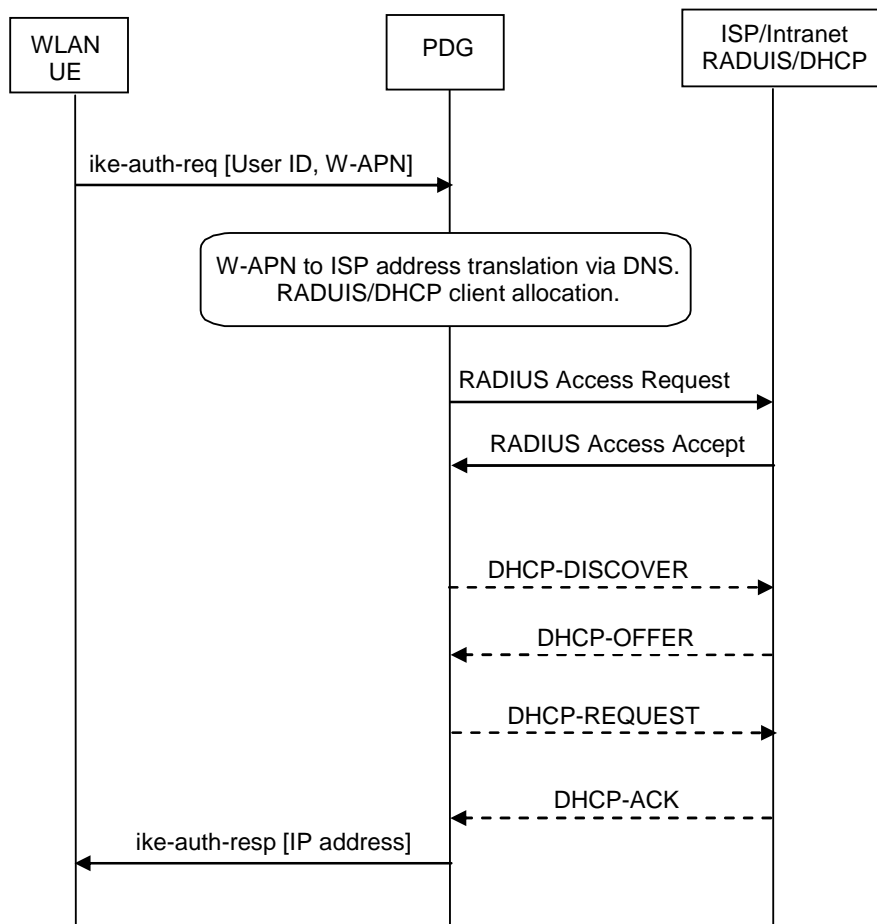 WLAN
UE
PDG
ISP/Intranet
RADUIS/DHCP
ike-auth-req [User ID, W-APN]
W-APN to ISP address translation via DNS.
RADUIS/DHCP client allocation.
RADIUS Access Request
RADIUS Access Accept
DHCP-DISCOVER
DHCP-OFFER
DHCP-REQUEST
DHCP-ACK
ike-auth-resp [IP address]